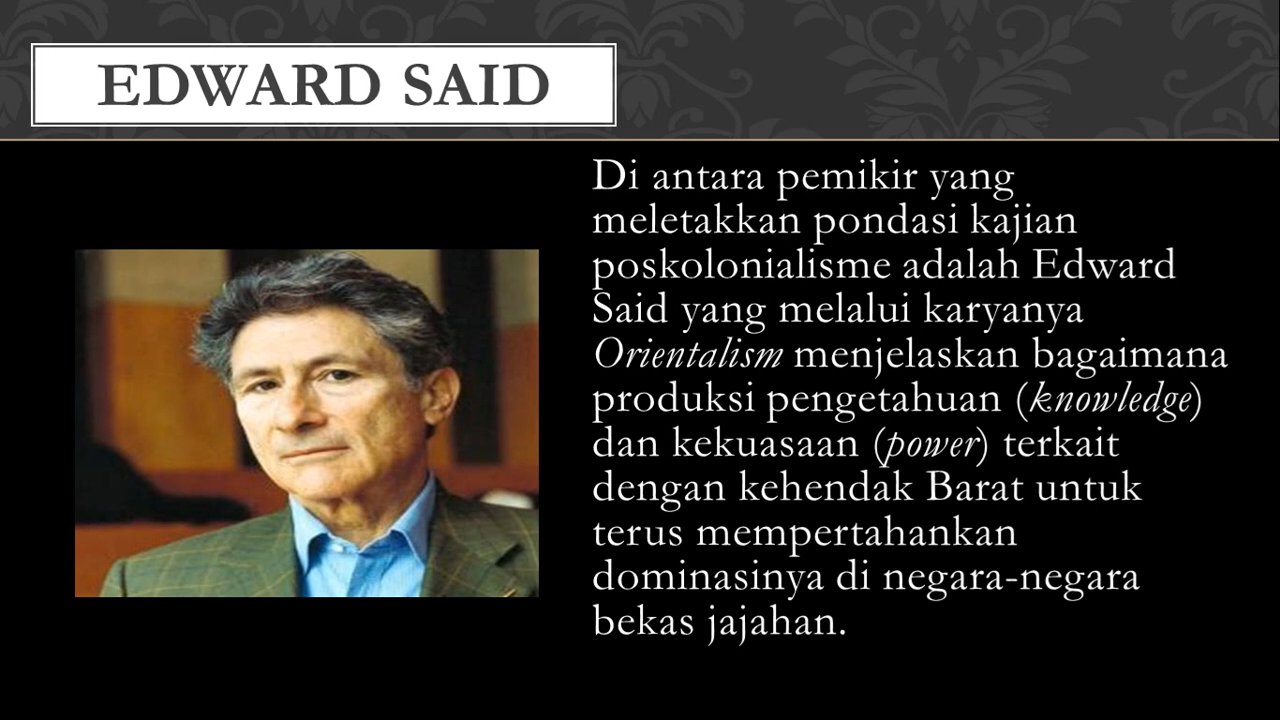 EDWARD SAID
Di antara pemikir yang
meletakkan pondasi kajian
poskolonialisme adalah Edward
Said yang melalui karyanya
Orientalism menjelaskan bagaimana
produksi pengetahuan (knowledge)
dan kekuasaan (power) terkait
dengan kehendak Barat untuk
terus mempertahankan
dominasinya di negara-negara
bekas jajahan.